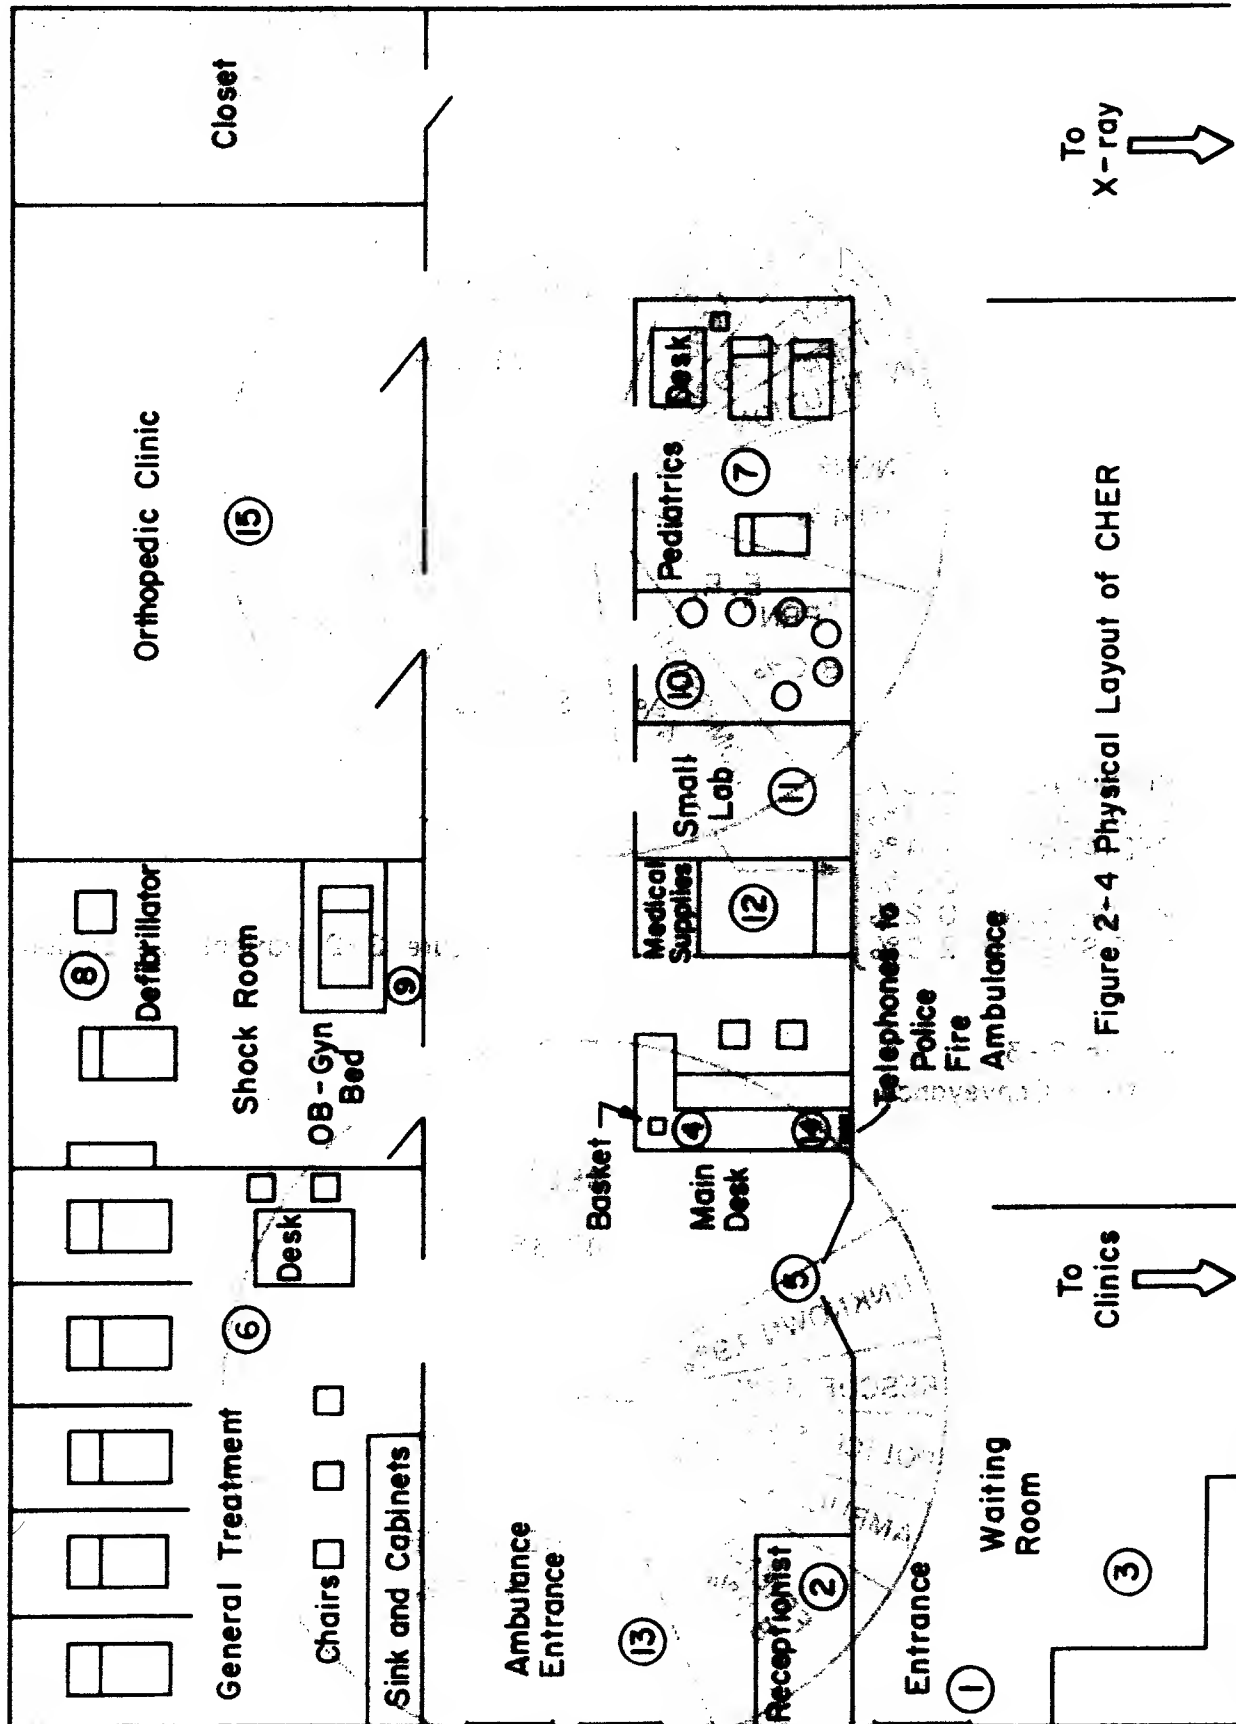 General Treatment
6
Chairs
Desk
Sink and Cabinets
8
Defibrillator
Shock Room
OB-Gyn
Bed
9
Orthopedic Clinic
15
Closet
Ambulance
Entrance
13
Receptionist
2
Basket
Main
Desk
4
14
5
Medical
Supplies
12
Small
Lab
11
10
Pediatrics
7
Desk
Telephones to
Police
Fire
Ambulance
Entrance
1
Waiting
Room
3
To
Clinics
To
X-ray
Figure 2-4 Physical Layout of CHER